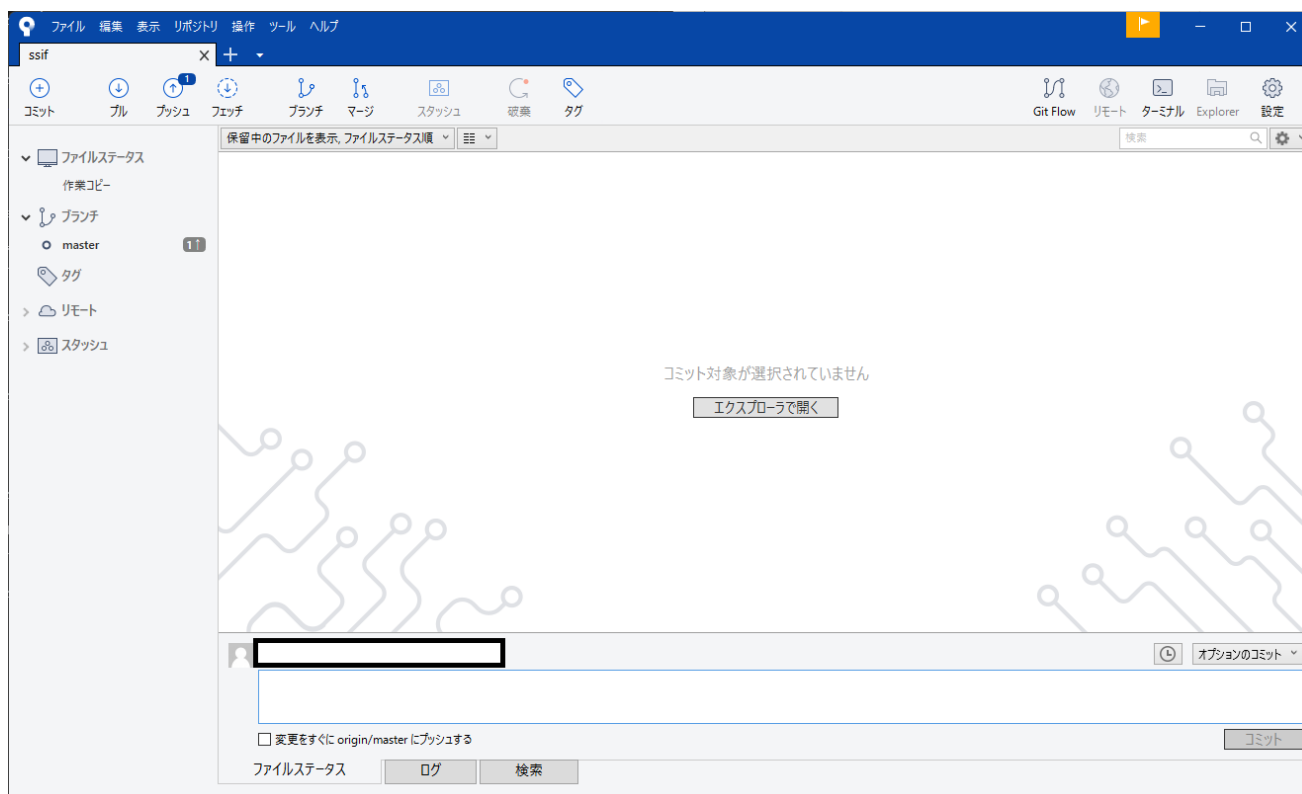 ファイル 編集 表示 リポジトリ 操作 ツール ヘルプ
ssif
1
コミット プル プッシュ フェッチ ブランチ マージ スタッシュ 破棄 タグ Git Flow リモート ターミナル Explorer 設定
保留中のファイルを表示, ファイルステータス順 検索
ファイルステータス
作業コピー
ブランチ
master 1↑
タグ
リモート
スタッシュ
コミット対象が選択されていません
エクスプローラで開く
オプションのコミット
変更をすぐに origin/master にプッシュする
コミット
ファイルステータス ログ 検索